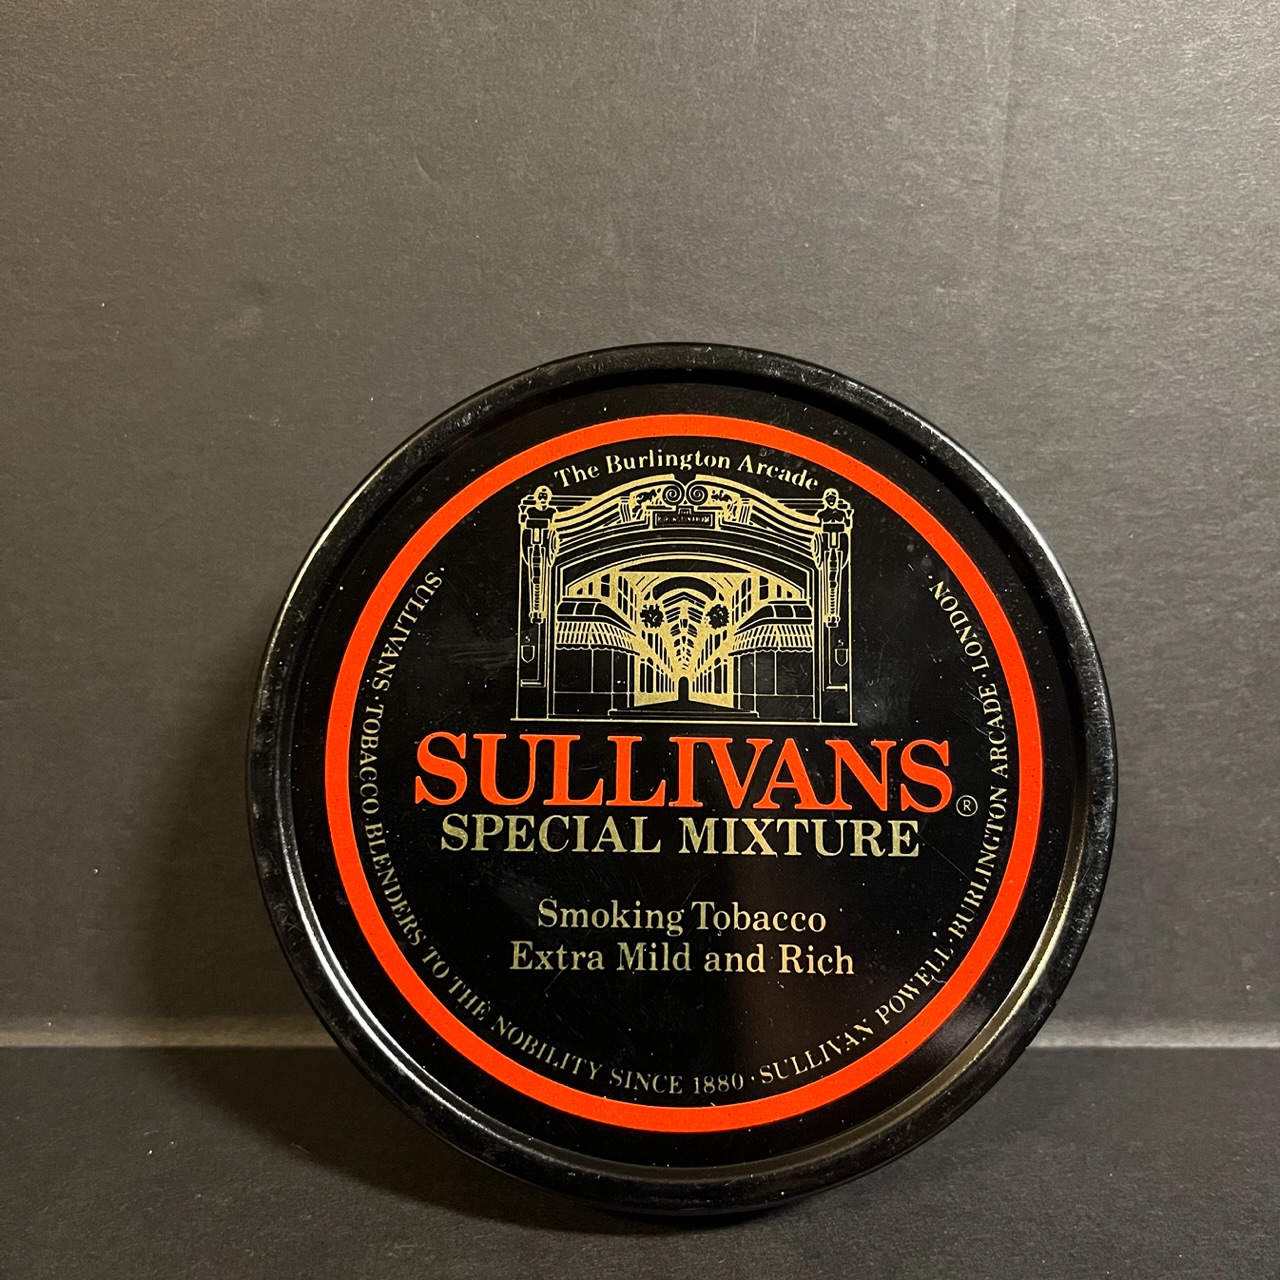 The Burlington Arcade
SULLIVANS ®
SPECIAL MIXTURE
Smoking Tobacco
Extra Mild and Rich
· SULLIVANS · TOBACCO BLENDERS TO THE NOBILITY SINCE 1880 · SULLIVAN POWELL · BURLINGTON ARCADE · LONDON ·